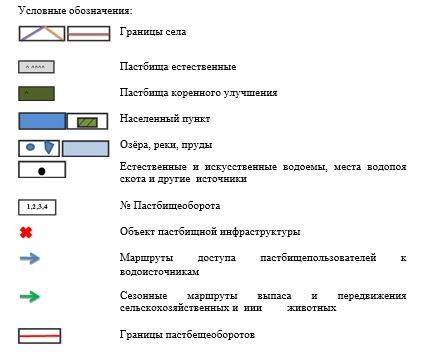 Условные обозначения:
Границы села
Пастбища естественные
Пастбища коренного улучшения
Населенный пункт
Озёра, реки, пруды
Естественные и искусственные водоемы, места водопоя
скота и другие источники
1,2,3,4 № Пастбищеоборота
Объект пастбищной инфраструктуры
Маршруты доступа пастбищепользователей к
водоисточникам
Сезонные маршруты выпаса и передвижения
сельскохозяйственных и иии животных
Границы пастбещеоборотов